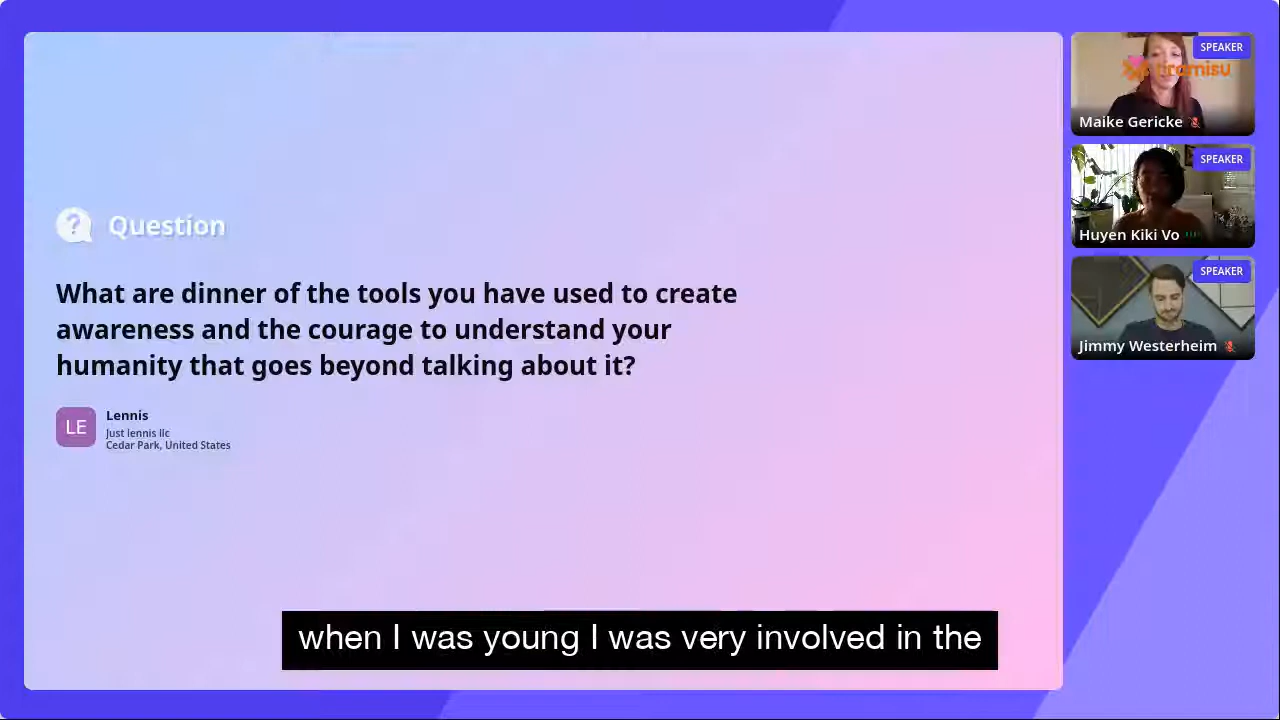 Question
What are dinner of the tools you have used to create
awareness and the courage to understand your
humanity that goes beyond talking about it?
LE
Lennis
Just lennis llc
Cedar Park, United States
SPEAKER
Maike Gericke
SPEAKER
Huyen Kiki Vo
SPEAKER
Jimmy Westerheim
when I was young I was very involved in the